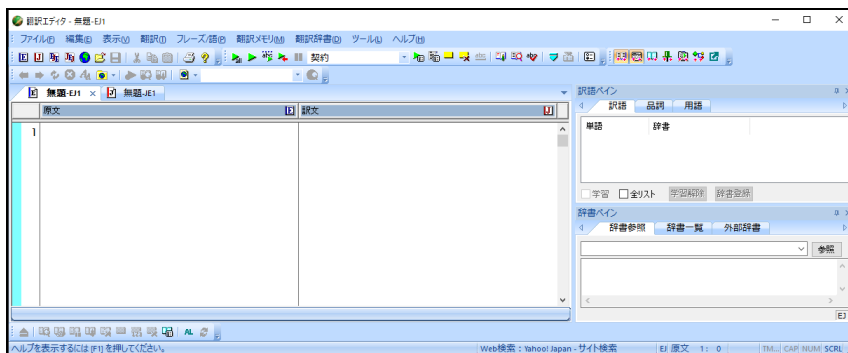 翻訳エディタ - 無題-EJ1
ファイル(F) 編集(E) 表示(V) 翻訳(T) フレーズ/語(P) 翻訳メモリ(M) 翻訳辞書(D) ツール(L) ヘルプ(H)
契約
無題-EJ1 × 無題-JE1
原文 E 訳文 J
1
訳語ペイン
訳語 品詞 用語
単語 辞書
学習 全リスト 学習解除 辞書登録
辞書ペイン
辞書参照 辞書一覧 外部辞書
参照
EJ
AL
ヘルプを表示するには [F1] を押してください。 Web検索：Yahoo! Japan - サイト検索 EJ 原文 1: 0 TM... CAP NUM SCRL